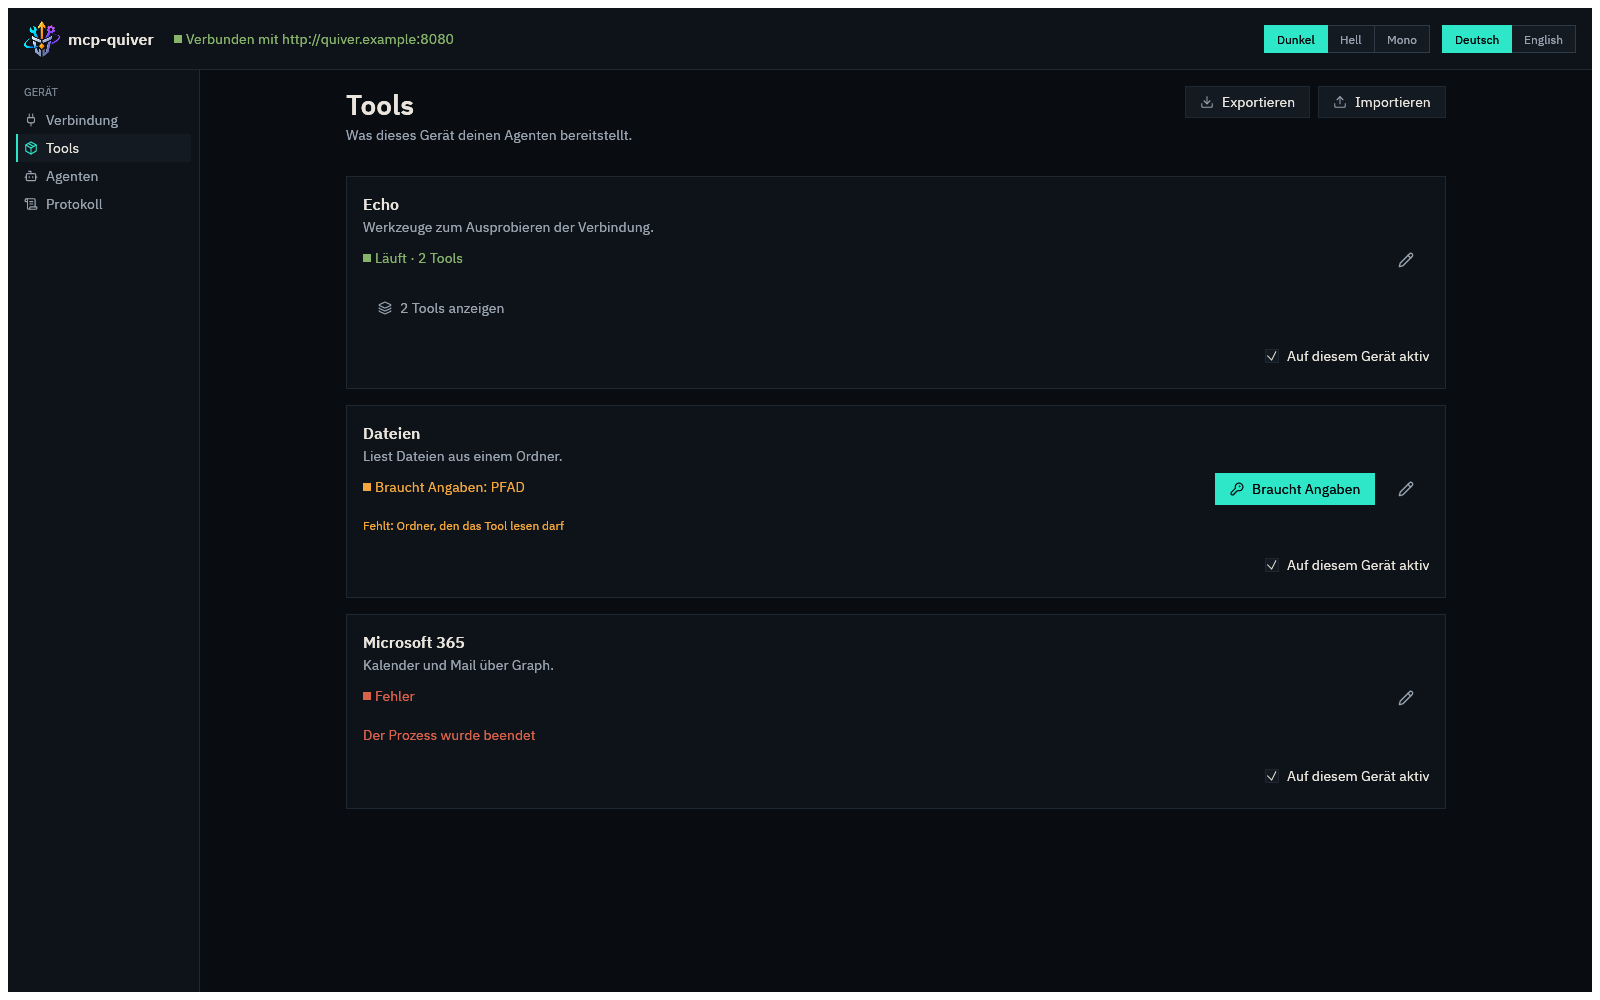 mcp-quiver
Verbunden mit http://quiver.example:8080
Dunkel Hell Mono Deutsch English
GERÄT
Verbindung
Tools
Agenten
Protokoll
Tools
Was dieses Gerät deinen Agenten bereitstellt.
Exportieren Importieren
Echo
Werkzeuge zum Ausprobieren der Verbindung.
Läuft · 2 Tools
2 Tools anzeigen
Auf diesem Gerät aktiv
Dateien
Liest Dateien aus einem Ordner.
Braucht Angaben: PFAD
Braucht Angaben
Fehlt: Ordner, den das Tool lesen darf
Auf diesem Gerät aktiv
Microsoft 365
Kalender und Mail über Graph.
Fehler
Der Prozess wurde beendet
Auf diesem Gerät aktiv